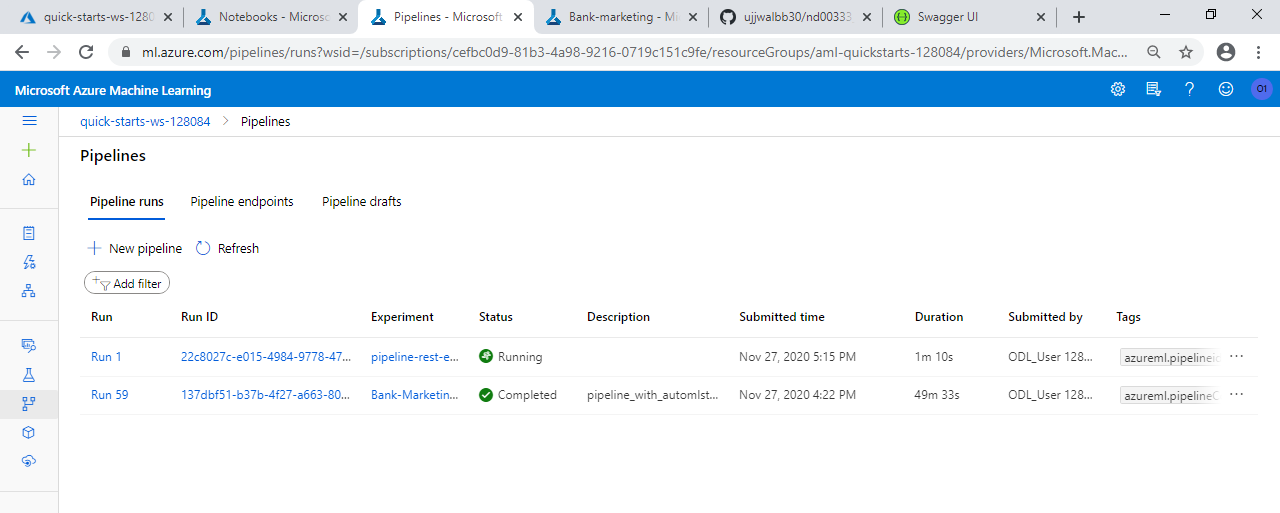 quick-starts-ws-1280
Notebooks - Microsc
Pipelines - Microsoft
Bank-marketing - Mi
ujjwalbb30/nd00333
Swagger UI
ml.azure.com/pipelines/runs?wsid=/subscriptions/cefbc0d9-81b3-4a98-9216-0719c151c9fe/resourceGroups/aml-quickstarts-128084/providers/Microsoft.Mac...
Microsoft Azure Machine Learning
O1
quick-starts-ws-128084 > Pipelines
Pipelines
Pipeline runs Pipeline endpoints Pipeline drafts
New pipeline Refresh
Add filter
Run Run ID Experiment Status Description Submitted time Duration Submitted by Tags
Run 1 22c8027c-e015-4984-9778-47... pipeline-rest-e... Running Nov 27, 2020 5:15 PM 1m 10s ODL_User 128... azureml.pipelineid ...
Run 59 137dbf51-b37b-4f27-a663-80... Bank-Marketin... Completed pipeline_with_automlst... Nov 27, 2020 4:22 PM 49m 33s ODL_User 128... azureml.pipelineC ...